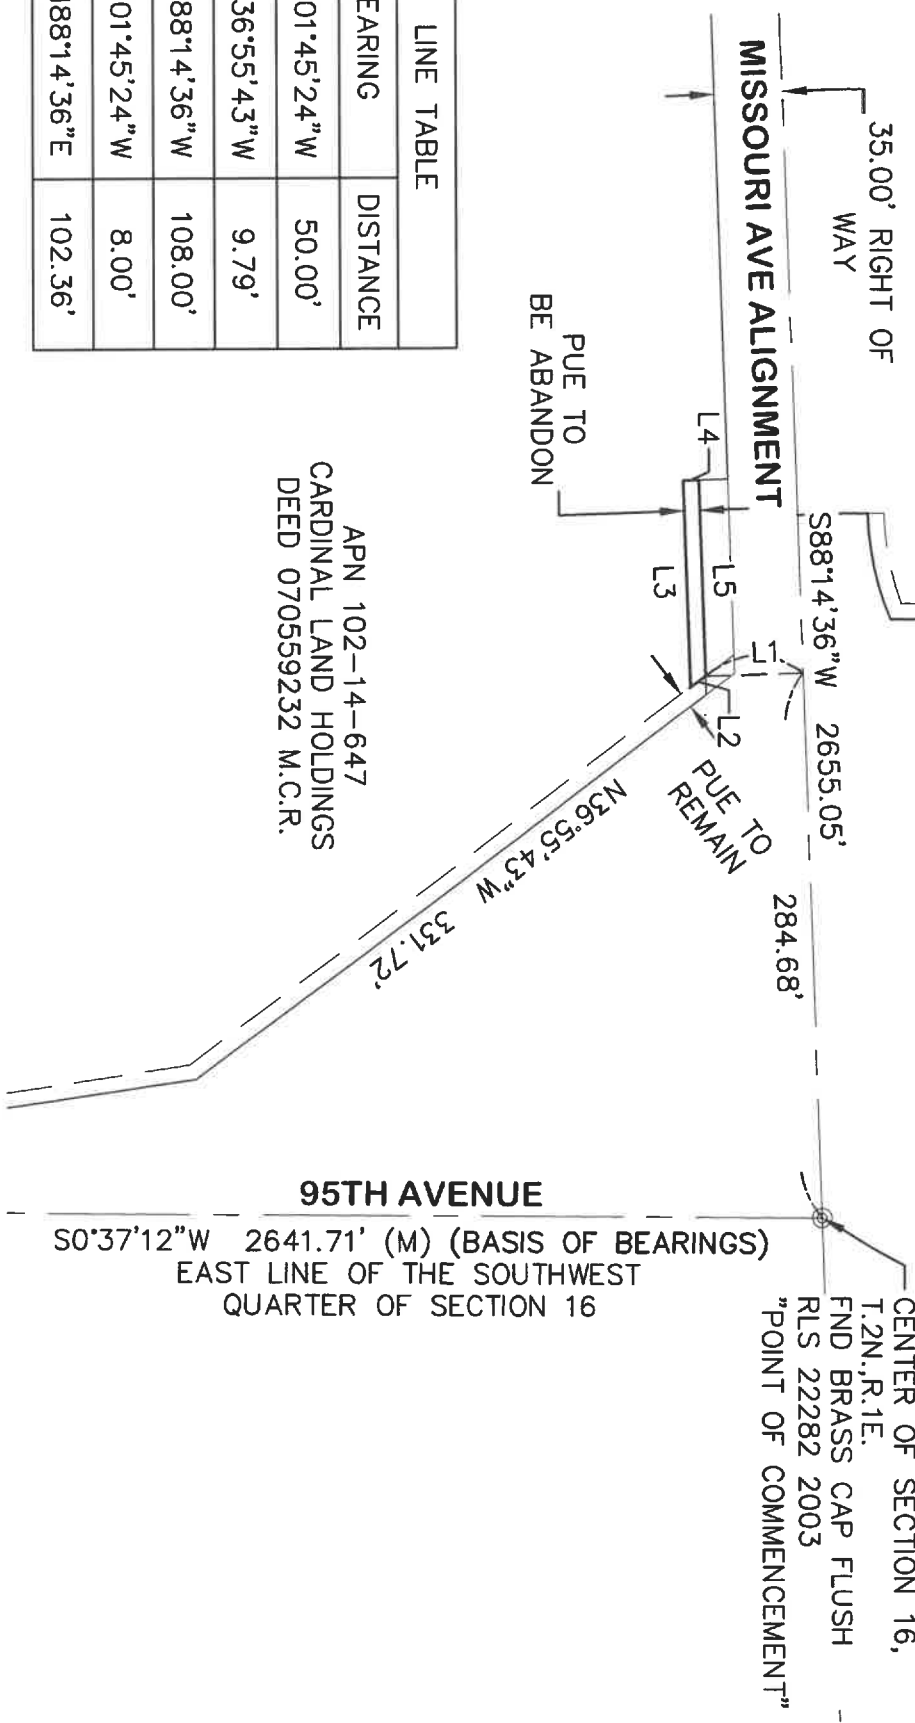 35.00' RIGHT OF
WAY
MISSOURI AVE ALIGNMENT
S88°14'36"W 2655.05'
284.68'
CENTER OF SECTION 16,
T.2N.,R.1E.
FND BRASS CAP FLUSH
RLS 22282 2003
"POINT OF COMMENCEMENT"
L1
L2
L3
L4
L5
PUE TO
BE ABANDON
PUE TO
REMAIN
N36°55'43"W 331.72'
APN 102-14-647
CARDINAL LAND HOLDINGS
DEED 070559232 M.C.R.
95TH AVENUE
S0°37'12"W 2641.71' (M) (BASIS OF BEARINGS)
EAST LINE OF THE SOUTHWEST
QUARTER OF SECTION 16
LINE TABLE
EARING DISTANCE
01°45'24"W 50.00'
36°55'43"W 9.79'
88°14'36"W 108.00'
01°45'24"W 8.00'
88°14'36"E 102.36'